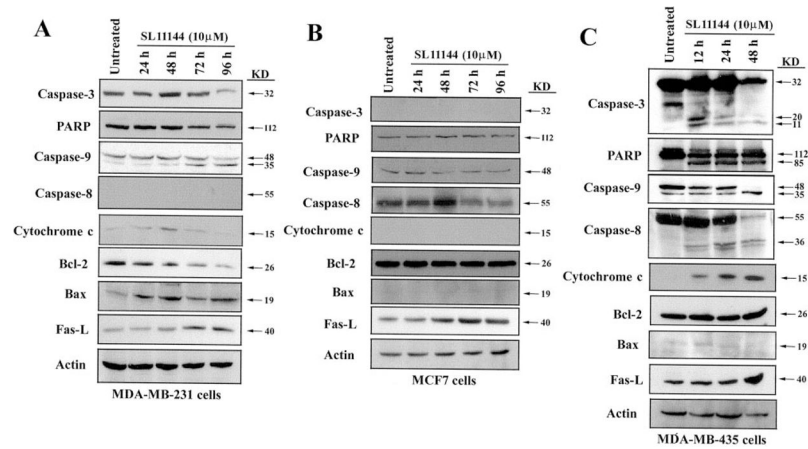 A
SL11144 (10μM)
Untreated
24 h
48 h
72 h
96 h
KD
Caspase-3
32
PARP
112
Caspase-9
48
35
Caspase-8
55
Cytochrome c
15
Bcl-2
26
Bax
19
Fas-L
40
Actin
MDA-MB-231 cells
B
SL11144 (10μM)
Untreated
24 h
48 h
72 h
96 h
KD
Caspase-3
32
PARP
112
Caspase-9
48
Caspase-8
55
Cytochrome c
15
Bcl-2
26
Bax
19
Fas-L
40
Actin
MCF7 cells
C
SL11144 (10μM)
Untreated
12 h
24 h
48 h
KD
Caspase-3
32
20
11
PARP
112
85
Caspase-9
48
35
Caspase-8
55
36
Cytochrome c
15
Bcl-2
26
Bax
19
Fas-L
40
Actin
MDA-MB-435 cells